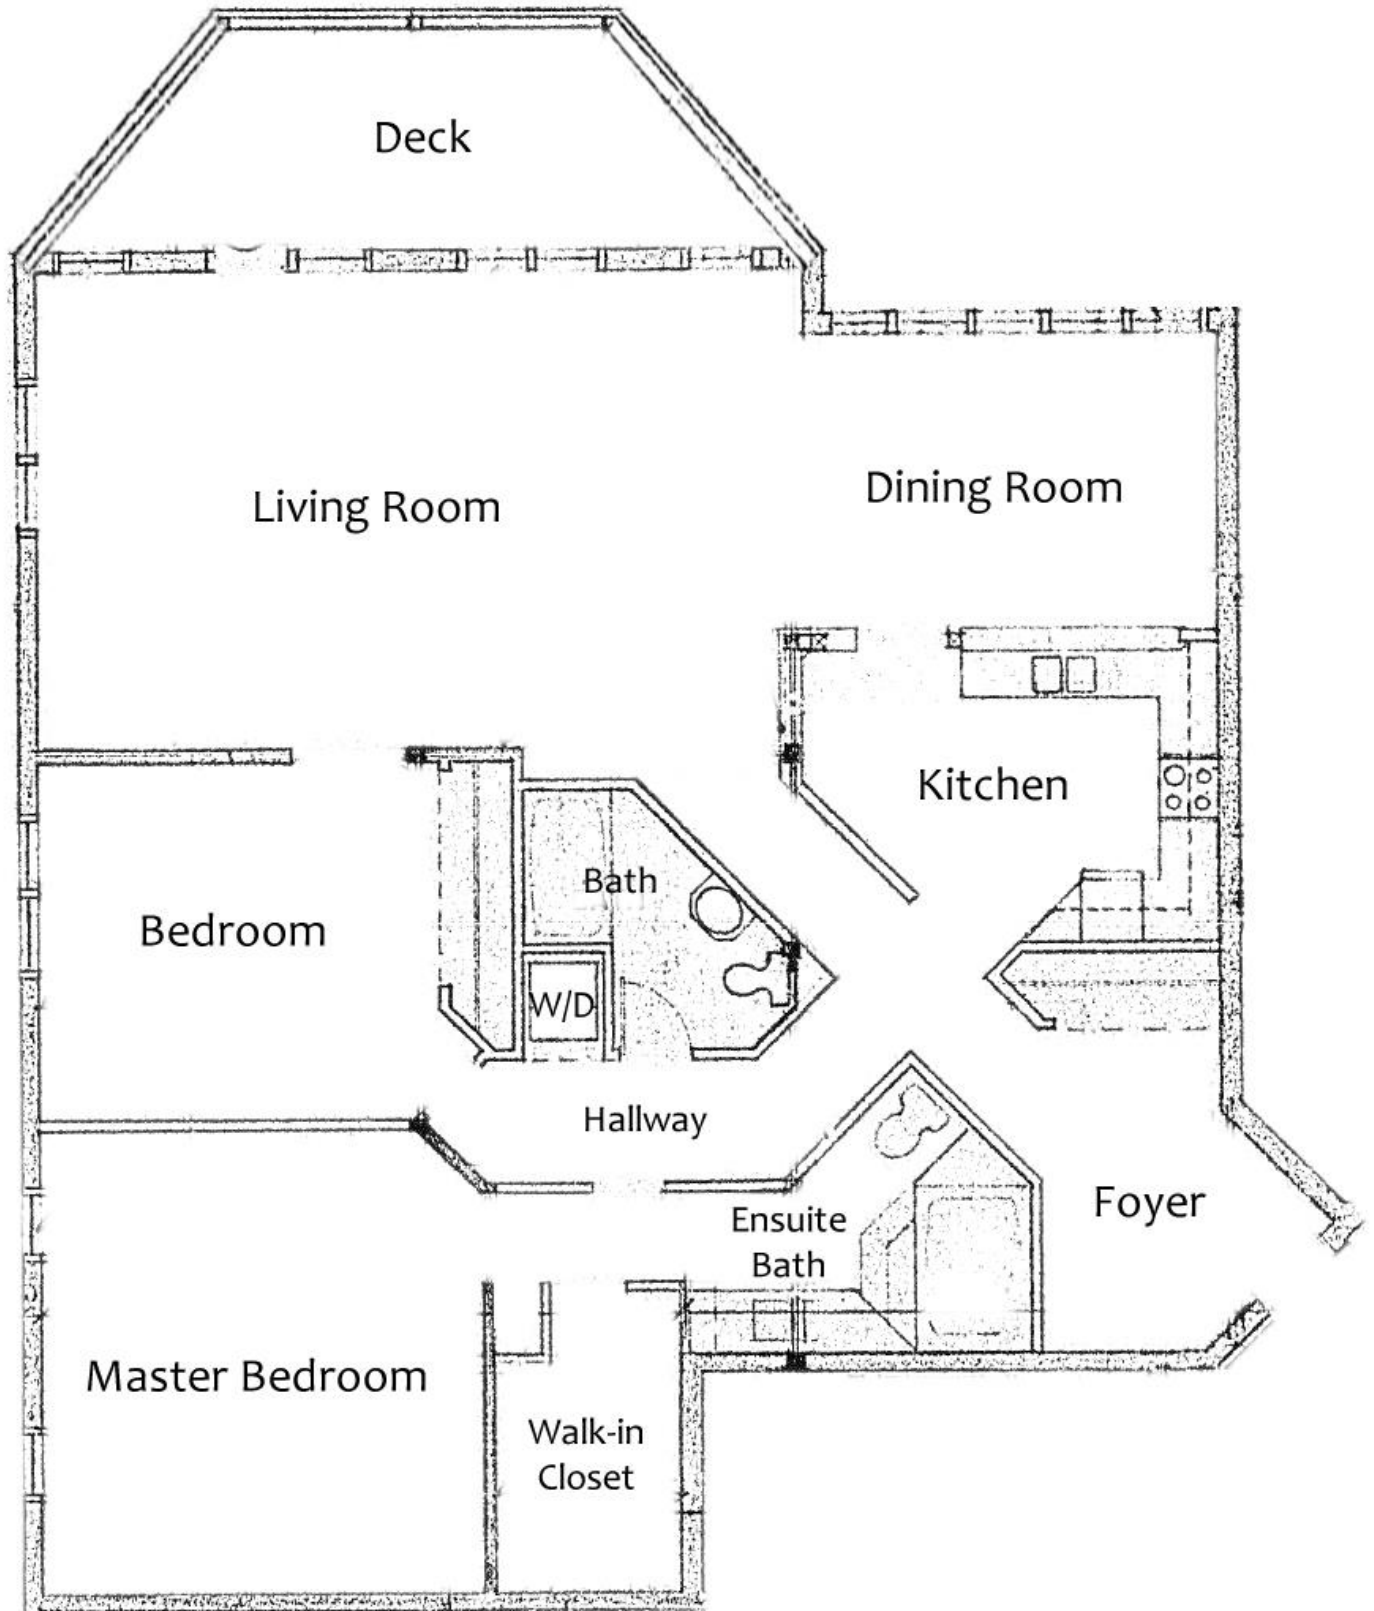 Deck
Living Room
Dining Room
Kitchen
Bath
Bedroom
W/D
Hallway
Foyer
Ensuite
Bath
Master Bedroom
Walk-in
Closet